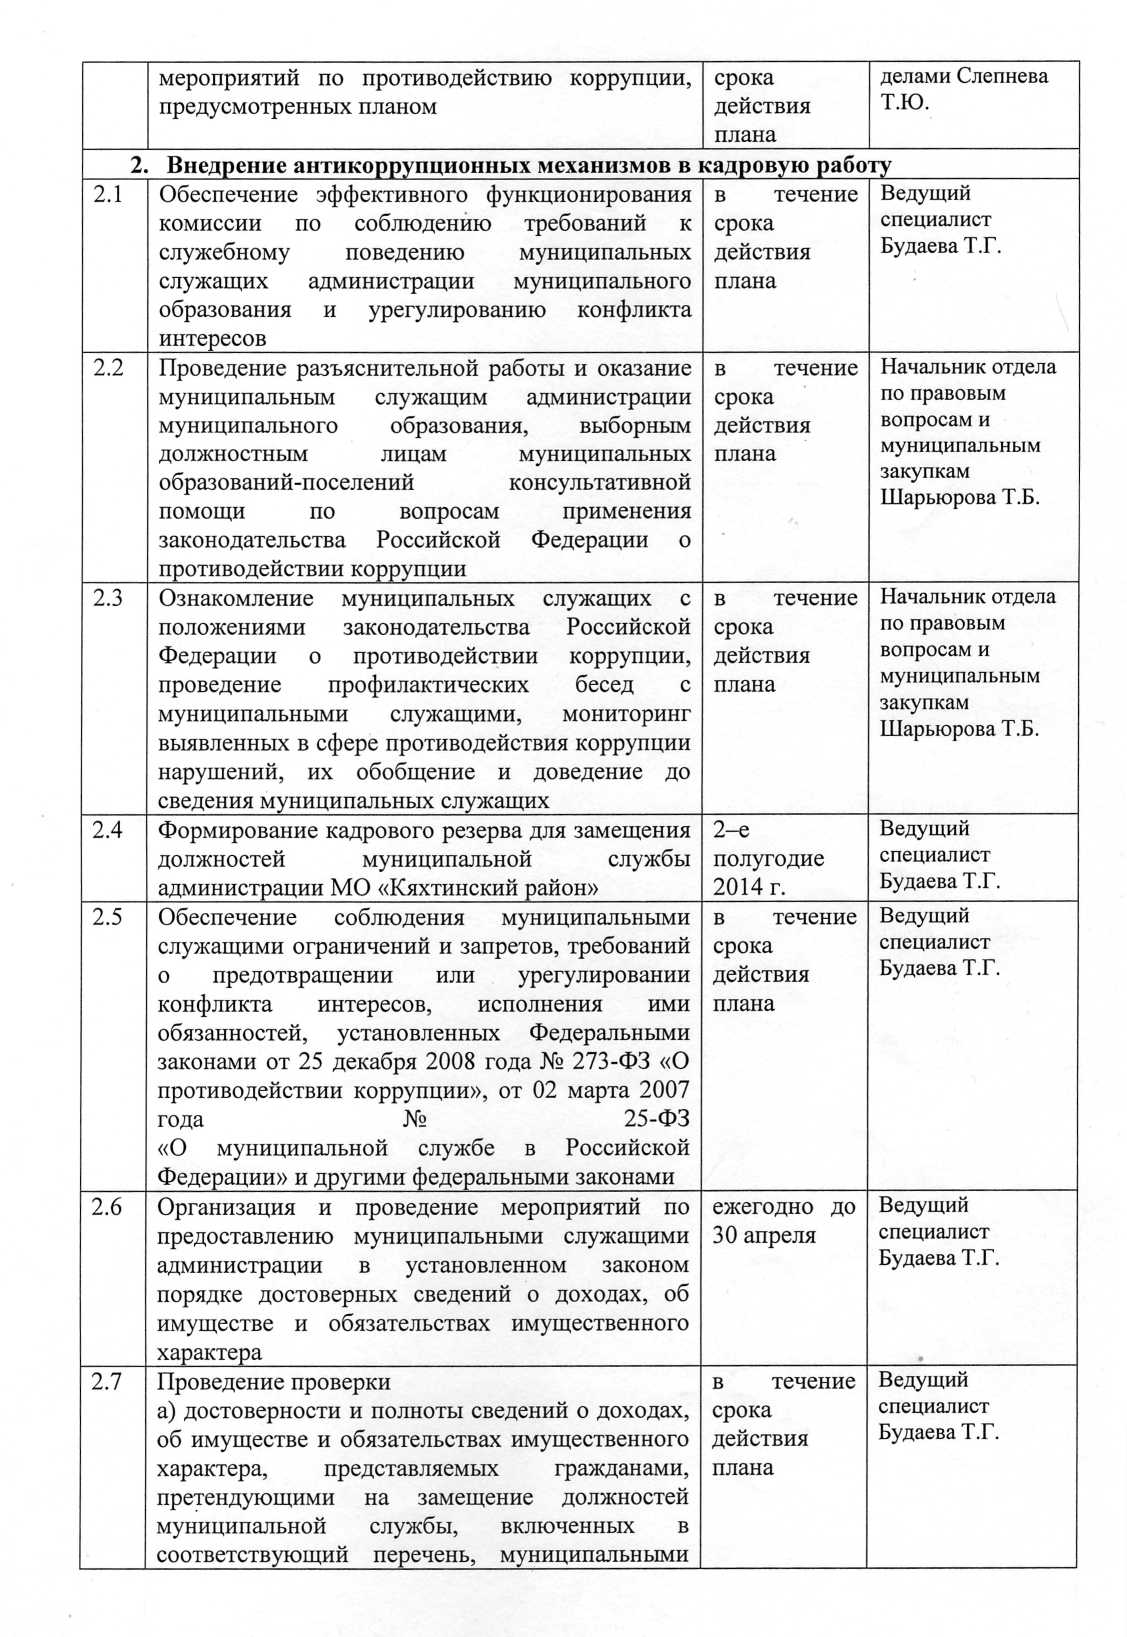 мероприятий по противодействию коррупции,
предусмотренных планом
срока
действия
плана
делами Слепнева
Т.Ю.
2. Внедрение антикоррупционных механизмов в кадровую работу
2.1
Обеспечение эффективного функционирования
комиссии по соблюдению требований к
служебному поведению муниципальных
служащих администрации муниципального
образования и урегулированию конфликта
интересов
в течение
срока
действия
плана
Ведущий
специалист
Будаева Т.Г.
2.2
Проведение разъяснительной работы и оказание
муниципальным служащим администрации
муниципального образования, выборным
должностным лицам муниципальных
образований-поселений консультативной
помощи по вопросам применения
законодательства Российской Федерации о
противодействии коррупции
в течение
срока
действия
плана
Начальник отдела
по правовым
вопросам и
муниципальным
закупкам
Шарьюрова Т.Б.
2.3
Ознакомление муниципальных служащих с
положениями законодательства Российской
Федерации о противодействии коррупции,
проведение профилактических бесед с
муниципальными служащими, мониторинг
выявленных в сфере противодействия коррупции
нарушений, их обобщение и доведение до
сведения муниципальных служащих
в течение
срока
действия
плана
Начальник отдела
по правовым
вопросам и
муниципальным
закупкам
Шарьюрова Т.Б.
2.4
Формирование кадрового резерва для замещения
должностей муниципальной службы
администрации МО «Кяхтинский район»
2–е
полугодие
2014 г.
Ведущий
специалист
Будаева Т.Г.
2.5
Обеспечение соблюдения муниципальными
служащими ограничений и запретов, требований
о предотвращении или урегулировании
конфликта интересов, исполнения ими
обязанностей, установленных Федеральными
законами от 25 декабря 2008 года № 273-ФЗ «О
противодействии коррупции», от 02 марта 2007
года № 25-ФЗ
«О муниципальной службе в Российской
Федерации» и другими федеральными законами
в течение
срока
действия
плана
Ведущий
специалист
Будаева Т.Г.
2.6
Организация и проведение мероприятий по
предоставлению муниципальными служащими
администрации в установленном законом
порядке достоверных сведений о доходах, об
имуществе и обязательствах имущественного
характера
ежегодно до
30 апреля
Ведущий
специалист
Будаева Т.Г.
2.7
Проведение проверки
а) достоверности и полноты сведений о доходах,
об имуществе и обязательствах имущественного
характера, представляемых гражданами,
претендующими на замещение должностей
муниципальной службы, включенных в
соответствующий перечень, муниципальными
в течение
срока
действия
плана
Ведущий
специалист
Будаева Т.Г.